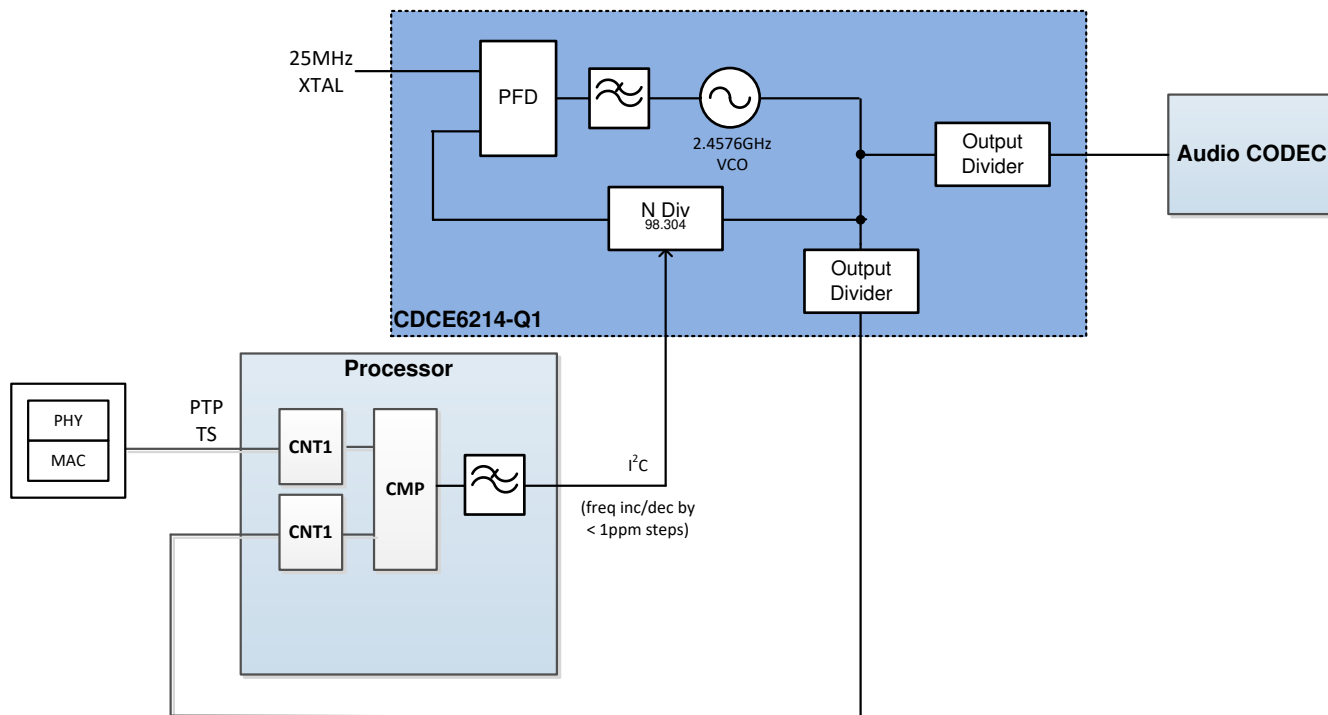 25MHz
XTAL
PFD
2.4576GHz
VCO
Output
Divider
Audio CODEC
N Div
98.304
Output
Divider
CDCE6214-Q1
Processor
PHY
MAC
PTP
TS
CNT1
CMP
CNT1
I²C
(freq inc/dec by
< 1ppm steps)